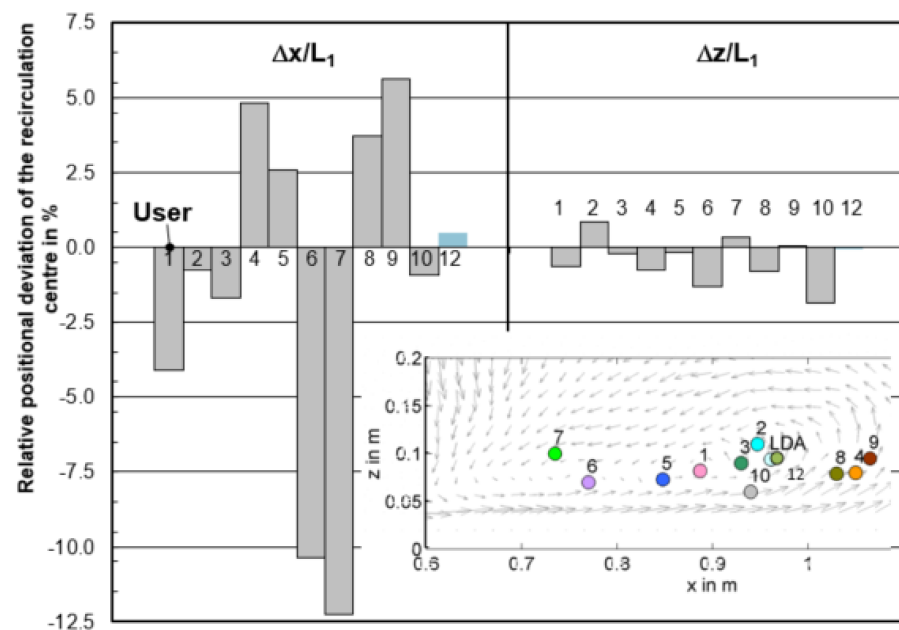 Relative positional deviation of the recirculation
centre in %
7.5
5.0
2.5
0.0
-2.5
-5.0
-7.5
-10.0
-12.5
Δx/L1
Δz/L1
User
1 2 3 4 5 6 7 8 9 10 12
1 2 3 4 5 6 7 8 9 10 12
z in m
0.2
0.15
0.1
0.05
0
7
6
5
1
3
2
LDA
10
12
8
4
9
0.6 0.7 0.8 0.9 1
x in m